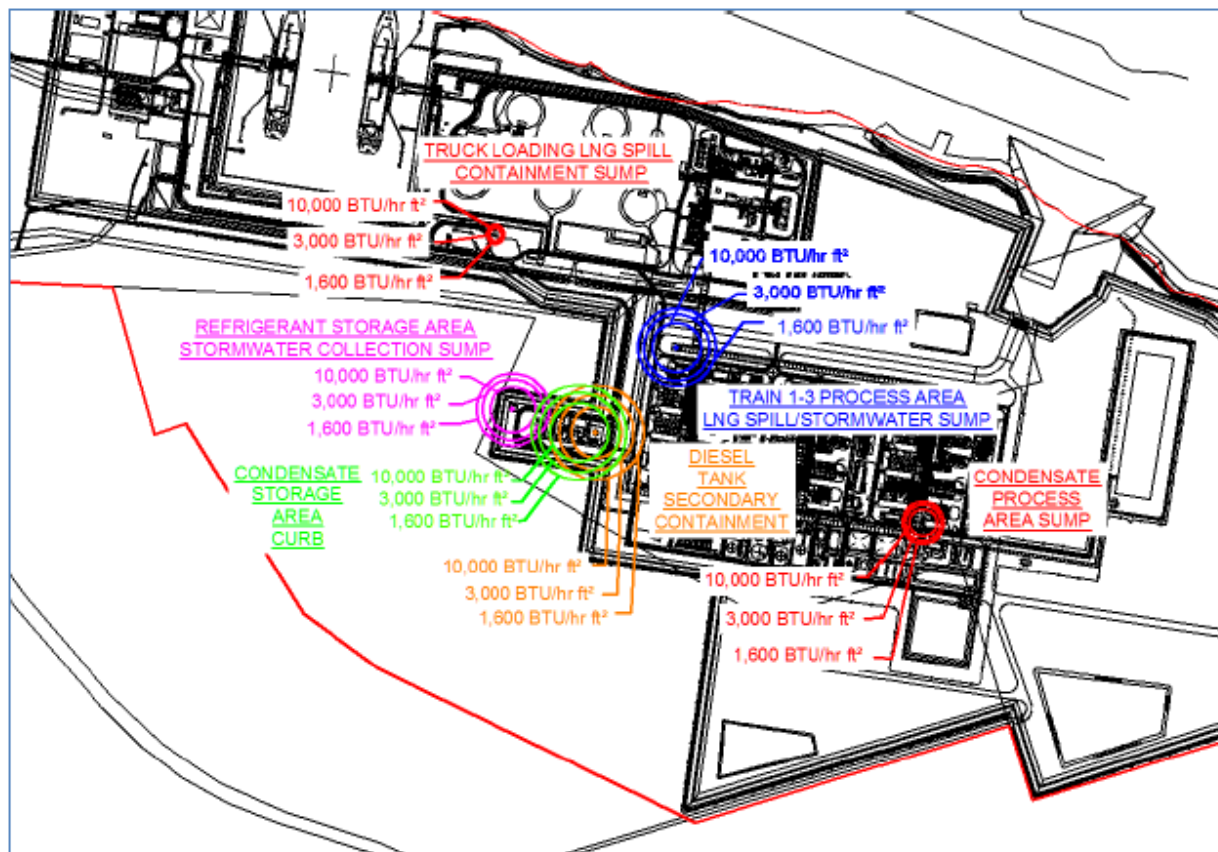 TRUCK LOADING LNG SPILL
CONTAINMENT SUMP
10,000 BTU/hr ft²
3,000 BTU/hr ft²
1,600 BTU/hr ft²
10,000 BTU/hr ft²
3,000 BTU/hr ft²
1,600 BTU/hr ft²
TRAIN 1-3 PROCESS AREA
LNG SPILL/STORMWATER SUMP
REFRIGERANT STORAGE AREA
STORMWATER COLLECTION SUMP
10,000 BTU/hr ft²
3,000 BTU/hr ft²
1,600 BTU/hr ft²
CONDENSATE
STORAGE
AREA
CURB
10,000 BTU/hr ft²
3,000 BTU/hr ft²
1,600 BTU/hr ft²
DIESEL
TANK
SECONDARY
CONTAINMENT
10,000 BTU/hr ft²
3,000 BTU/hr ft²
1,600 BTU/hr ft²
CONDENSATE
PROCESS
AREA SUMP
10,000 BTU/hr ft²
3,000 BTU/hr ft²
1,600 BTU/hr ft²